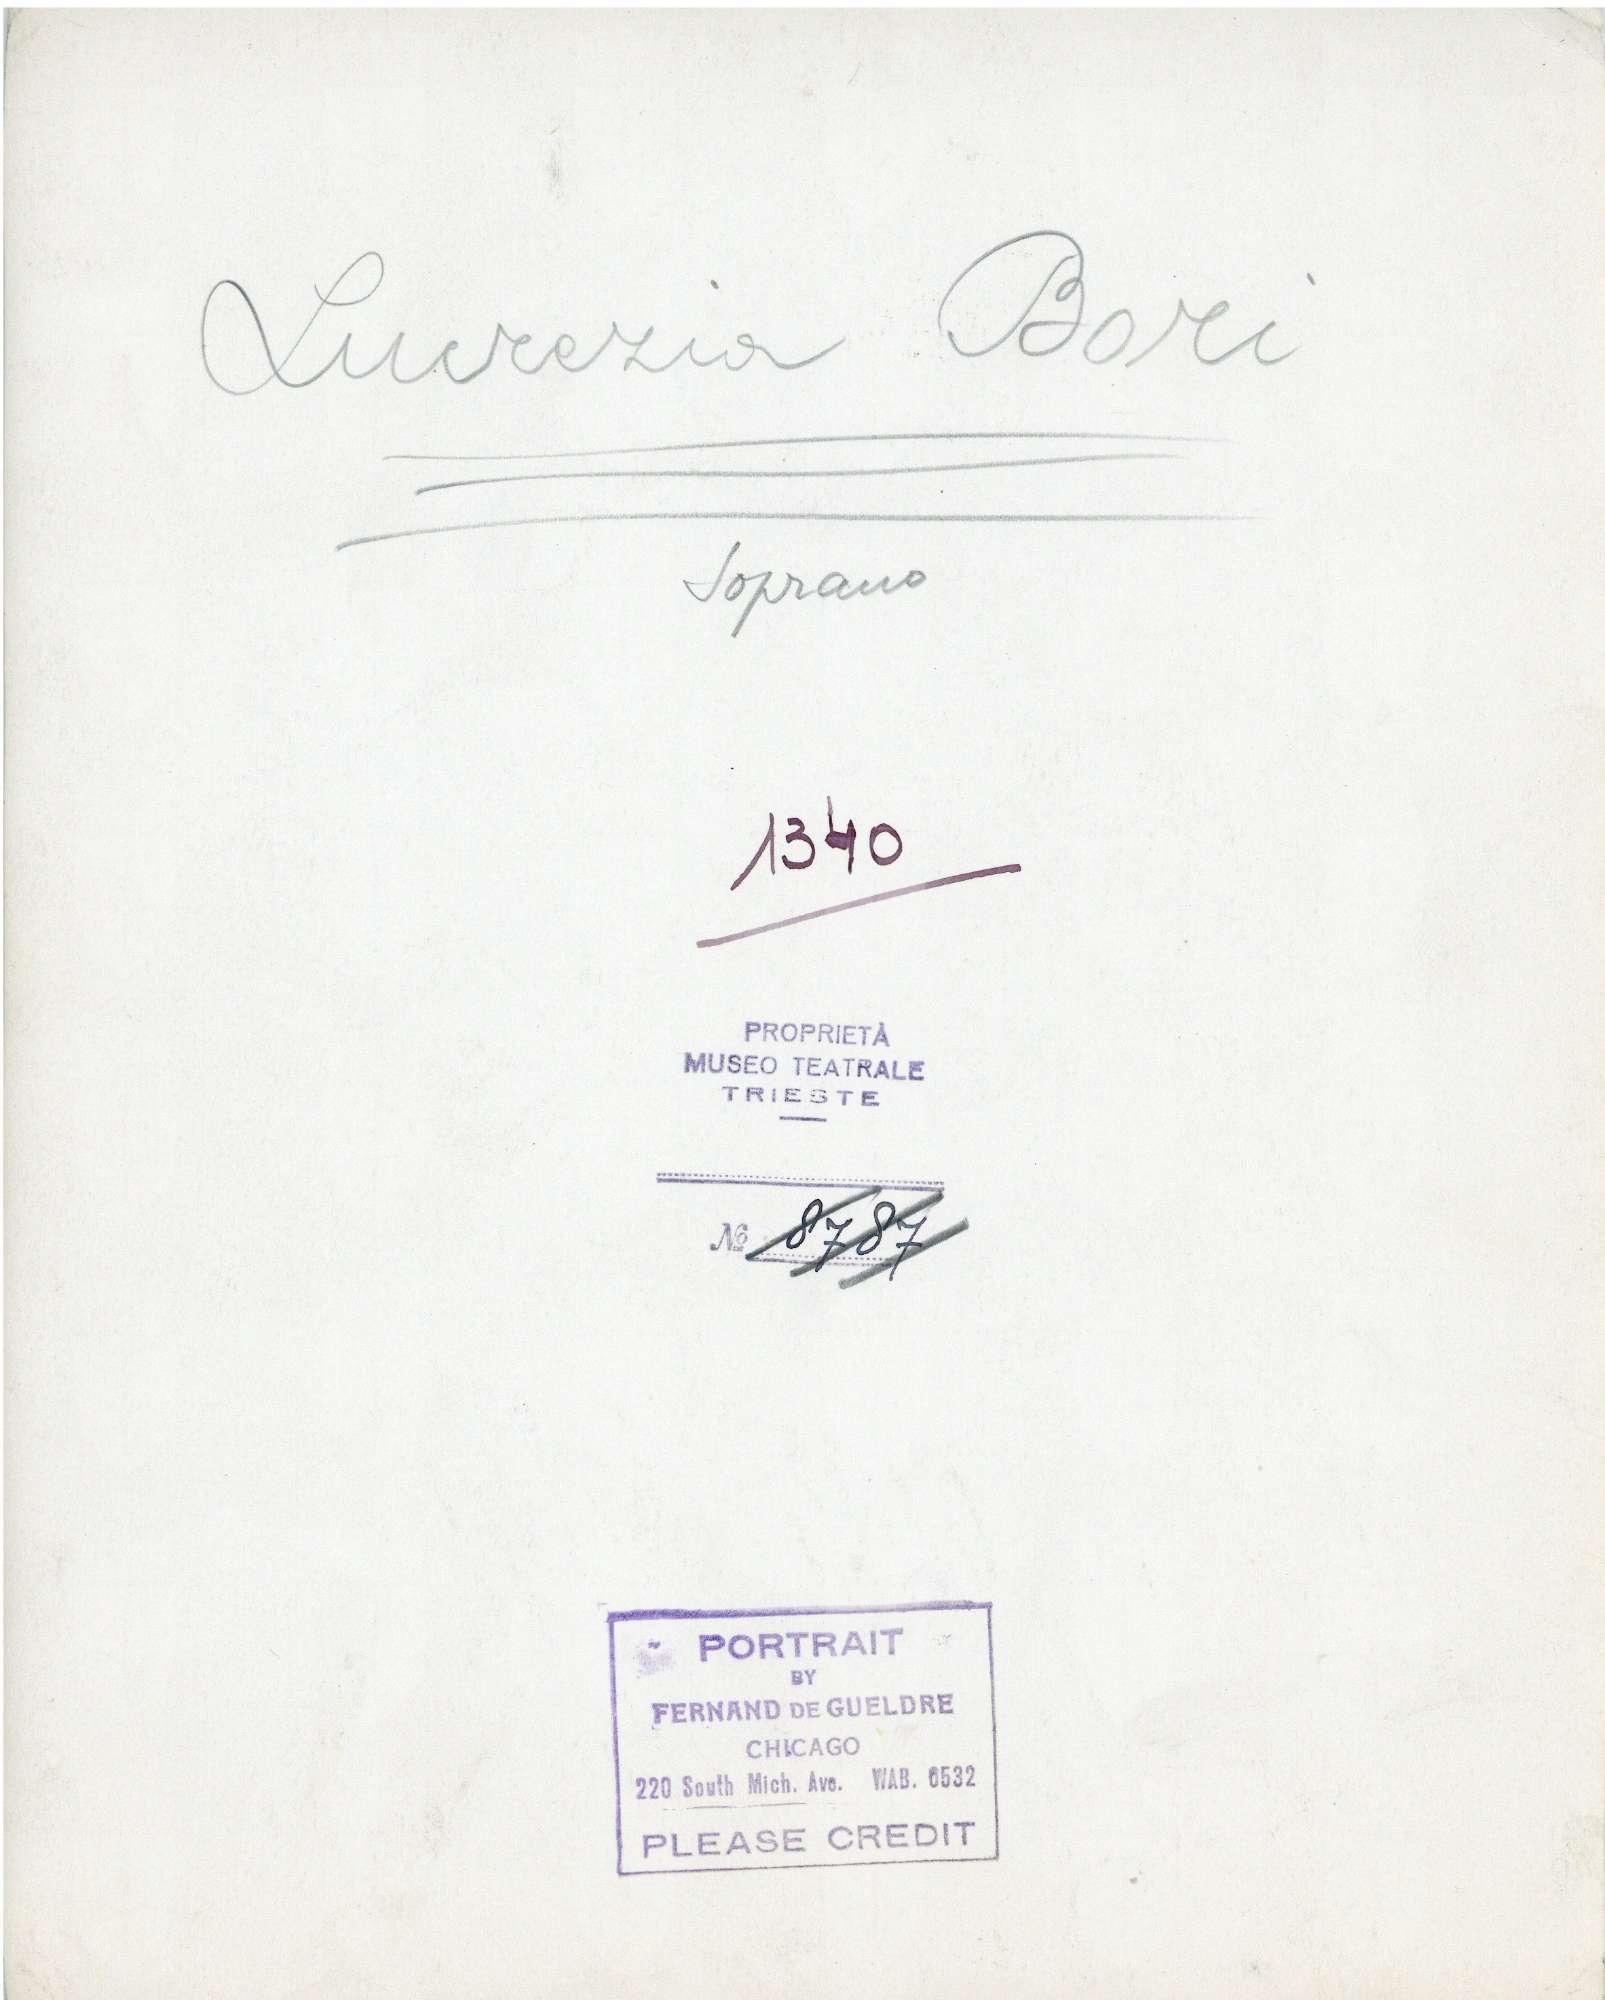 Lucrezia Bori
Soprano
1340
PROPRIETÀ
MUSEO TEATRALE
TRIESTE
№ 8787
PORTRAIT
BY
FERNAND DE GUELDRE
CHICAGO
220 South Mich. Ave. WAB. 6532
PLEASE CREDIT